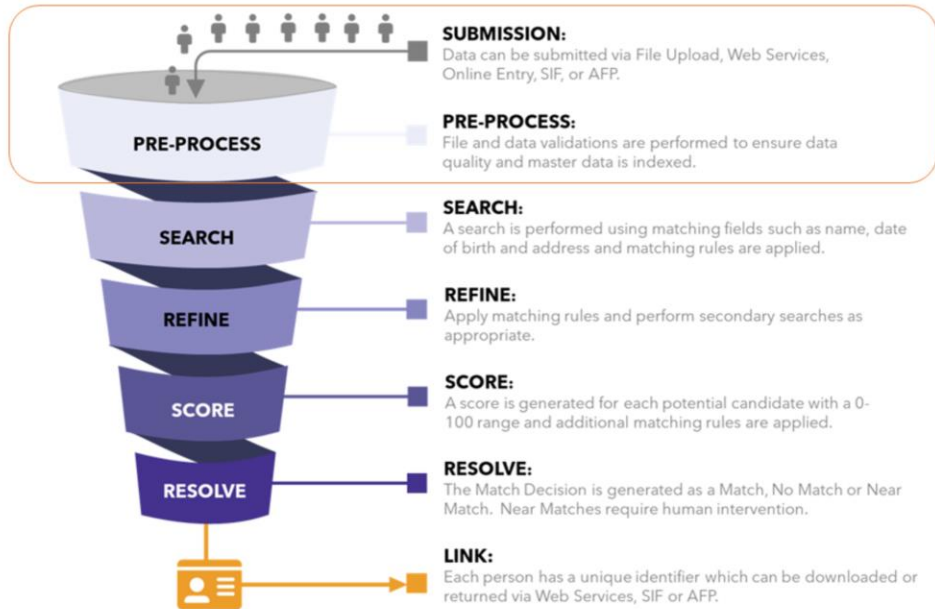 SUBMISSION:
Data can be submitted via File Upload, Web Services,
Online Entry, SIF, or AFP.
PRE-PROCESS
PRE-PROCESS:
File and data validations are performed to ensure data
quality and master data is indexed.
SEARCH
SEARCH:
A search is performed using matching fields such as name, date
of birth and address and matching rules are applied.
REFINE
REFINE:
Apply matching rules and perform secondary searches as
appropriate.
SCORE
SCORE:
A score is generated for each potential candidate with a 0-
100 range and additional matching rules are applied.
RESOLVE
RESOLVE:
The Match Decision is generated as a Match, No Match or Near
Match. Near Matches require human intervention.
LINK:
Each person has a unique identifier which can be downloaded or
returned via Web Services, SIF or AFP.